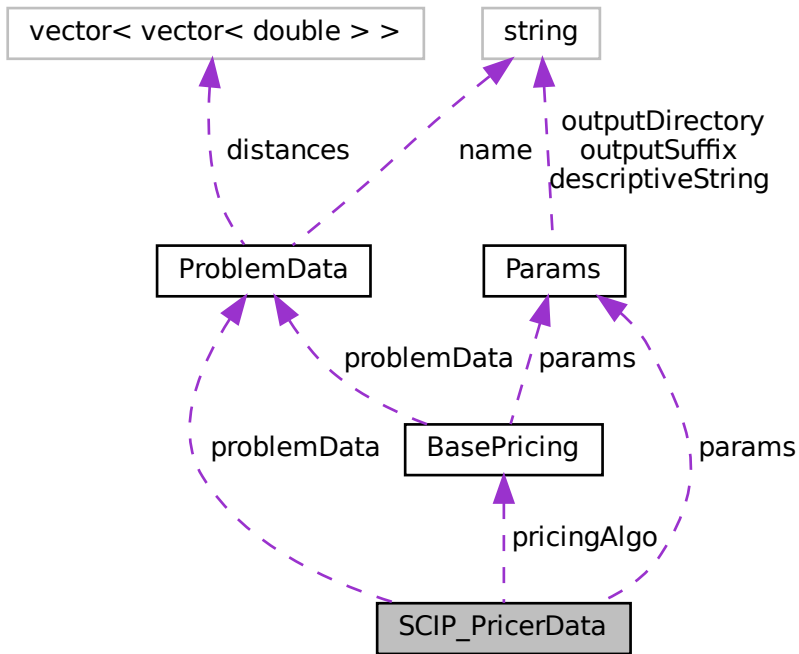 vector< vector< double > >
string
outputDirectory
distances
name
outputSuffix
descriptiveString
ProblemData
Params
problemData
params
problemData
BasePricing
params
pricingAlgo
SCIP_PricerData